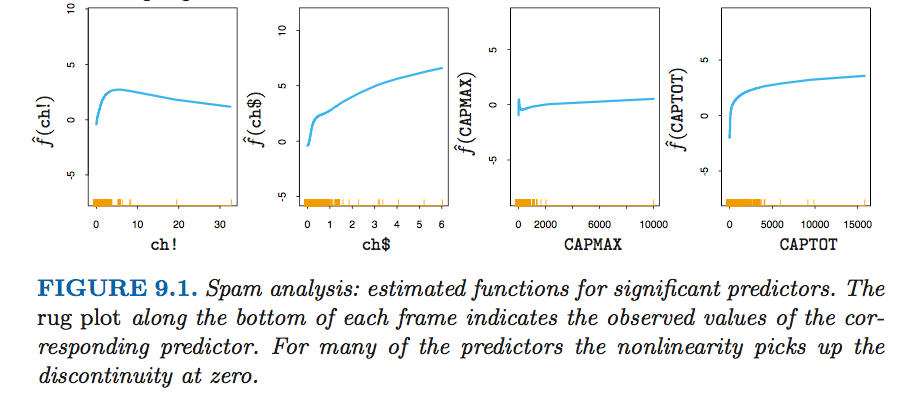 10
5
0
-5
f̂(ch!)
0 10 20 30
ch!
10
5
0
-5
f̂(ch$)
0 1 2 3 4 5 6
ch$
5
0
-5
f̂(CAPMAX)
0 2000 6000 10000
CAPMAX
5
0
-5
f̂(CAPTOT)
0 5000 10000 15000
CAPTOT
FIGURE 9.1. Spam analysis: estimated functions for significant predictors. The
rug plot along the bottom of each frame indicates the observed values of the cor-
responding predictor. For many of the predictors the nonlinearity picks up the
discontinuity at zero.